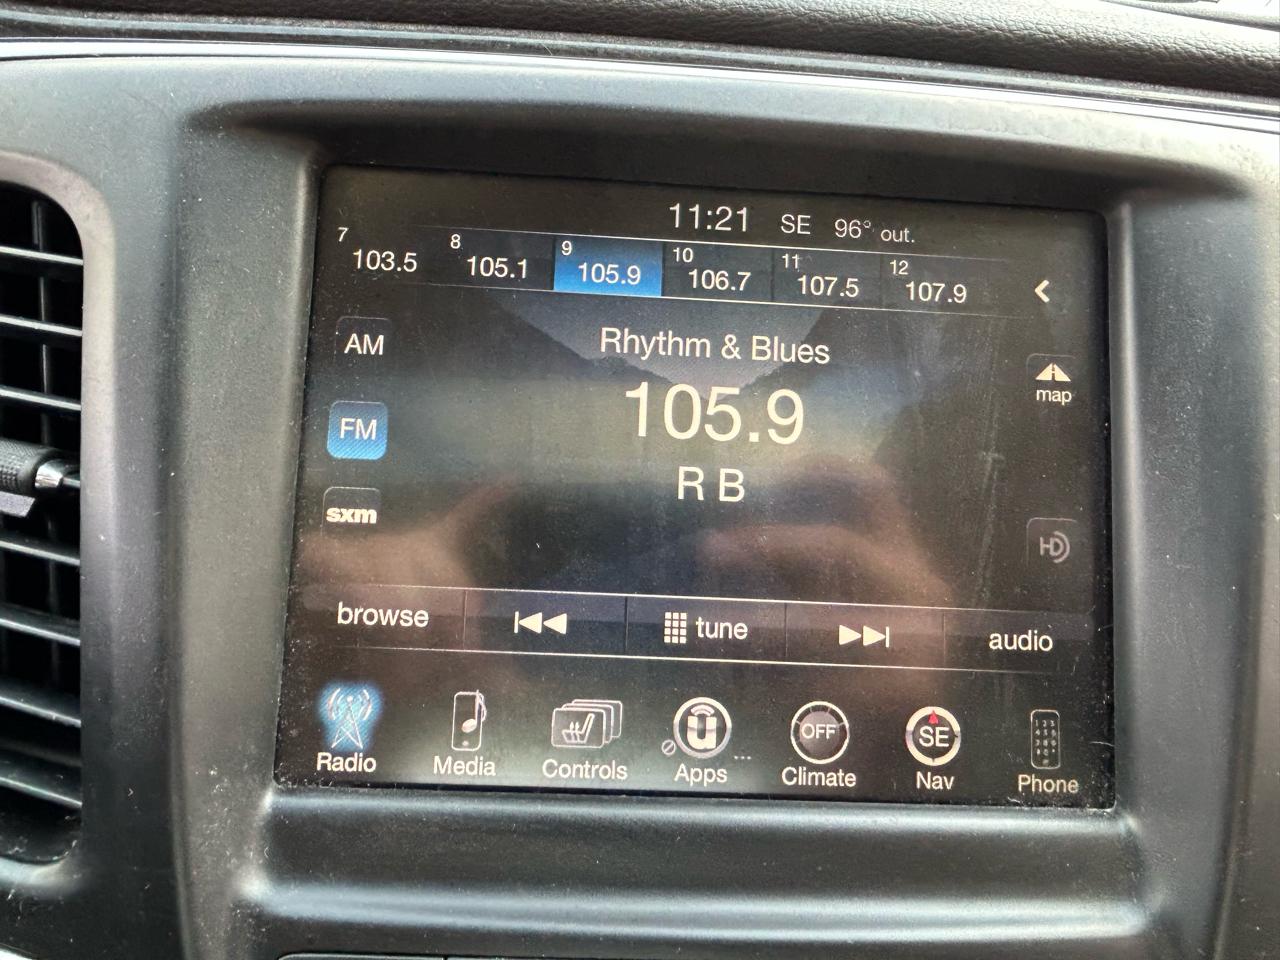 11:21 SE 96° out.
7 103.5 8 105.1 9 105.9 10 106.7 11 107.5 12 107.9
AM
Rhythm & Blues
map
FM
105.9
R B
sxm
HD
browse tune audio
OFF SE
Radio Media Controls Apps ... Climate Nav Phone